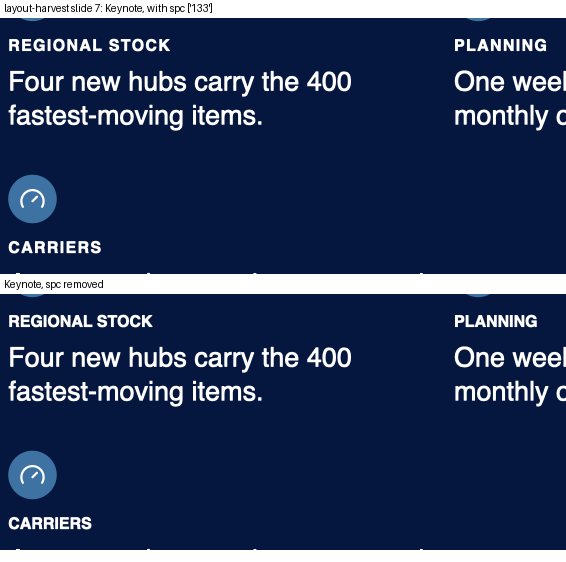 layout-harvest slide 7: Keynote, with spc ['133']
REGIONAL STOCK
Four new hubs carry the 400
fastest-moving items.
PLANNING
One
monthly
CARRIERS
Keynote, spc removed
REGIONAL STOCK
Four new hubs carry the 400
fastest-moving items.
PLANNING
One
monthly
CARRIERS